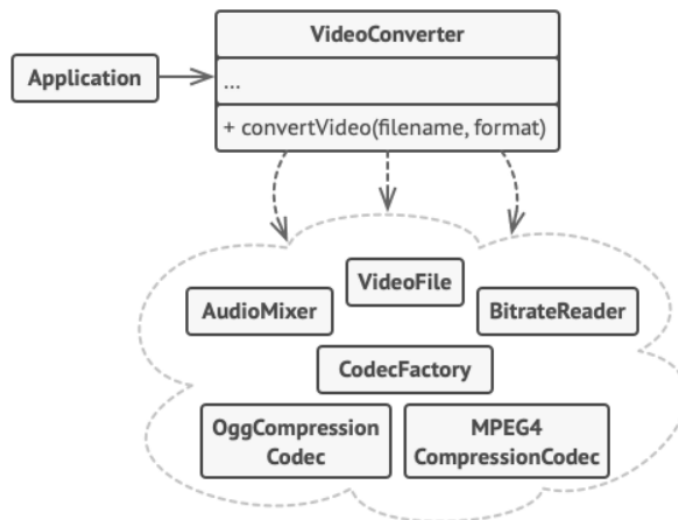 VideoConverter
Application
...
+ convertVideo(filename, format)
VideoFile
AudioMixer
BitrateReader
CodecFactory
OggCompression
Codec
MPEG4
CompressionCodec